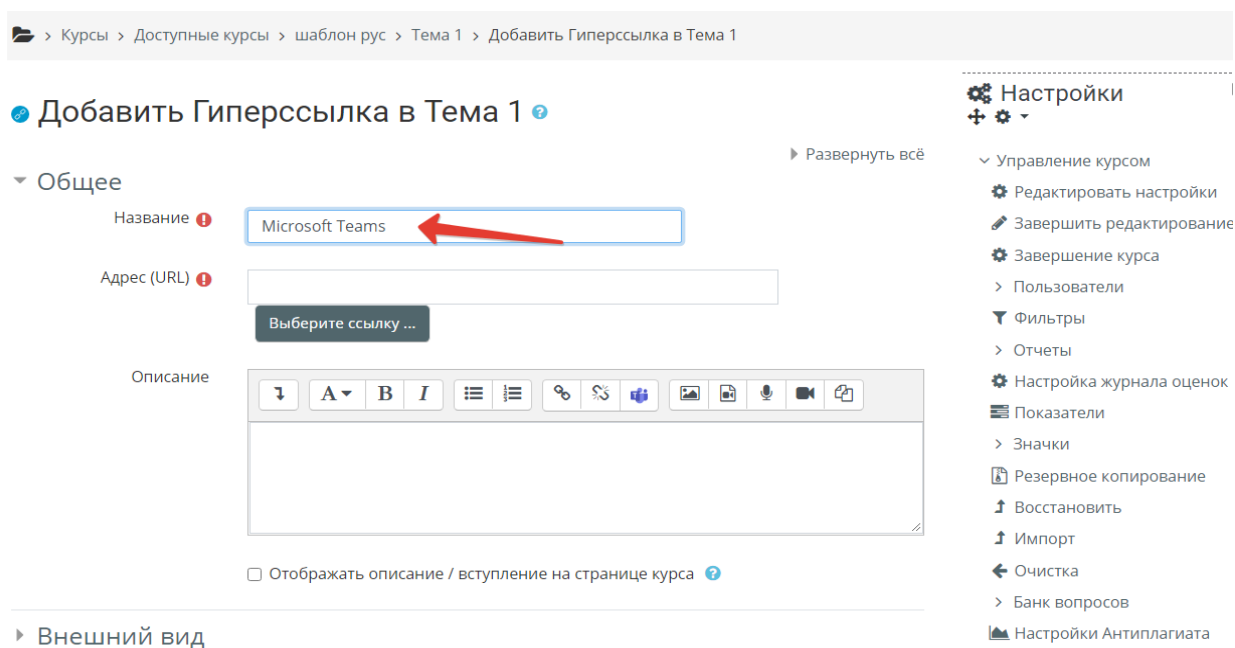 Курсы > Доступные курсы > шаблон рус > Тема 1 > Добавить Гиперссылка в Тема 1
Добавить Гиперссылка в Тема 1
Развернуть всё
Общее
Название
Microsoft Teams
Адрес (URL)
Выберите ссылку ...
Описание
A B I
Отображать описание / вступление на странице курса
Внешний вид
Настройки
Управление курсом
Редактировать настройки
Завершить редактирование
Завершение курса
Пользователи
Фильтры
Отчеты
Настройка журнала оценок
Показатели
Значки
Резервное копирование
Восстановить
Импорт
Очистка
Банк вопросов
Настройки Антиплагиата